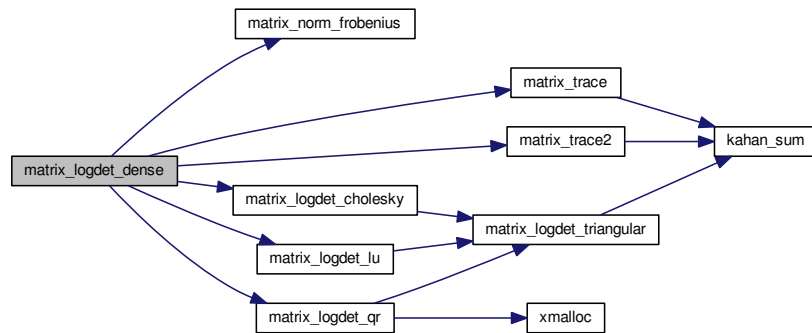 matrix_norm_frobenius
matrix_trace
matrix_trace2
kahan_sum
matrix_logdet_dense
matrix_logdet_cholesky
matrix_logdet_triangular
matrix_logdet_lu
matrix_logdet_qr
xmalloc